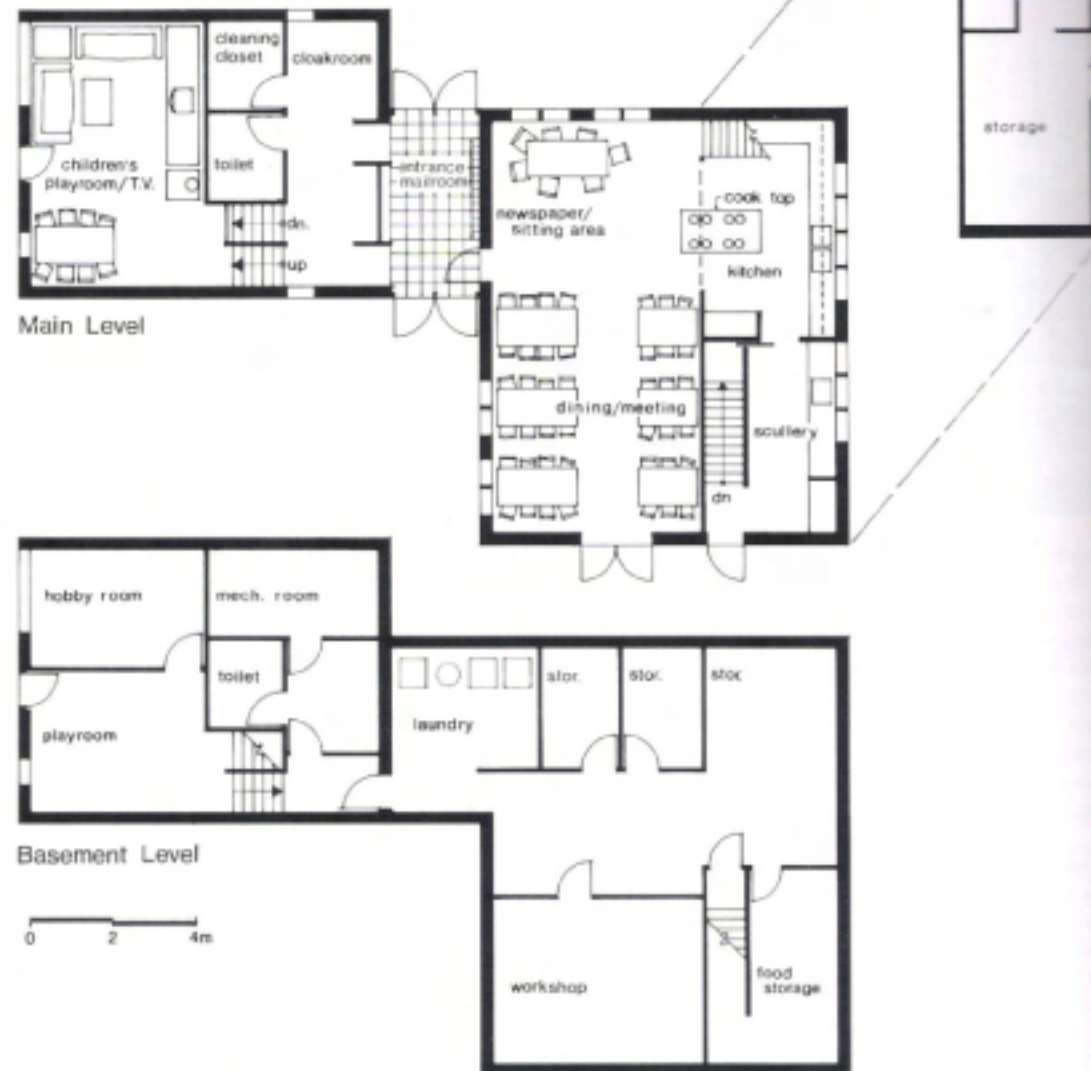 cleaning
closet
cloakroom
children's
playroom/T.V.
toilet
dn.
up
entrance
mailroom
newspaper/
sitting area
cook top
kitchen
dining/meeting
scullery
dn
storage
Main Level
hobby room
mech. room
toilet
playroom
laundry
stor.
stor.
stor.
workshop
food
storage
Basement Level
0 2 4m